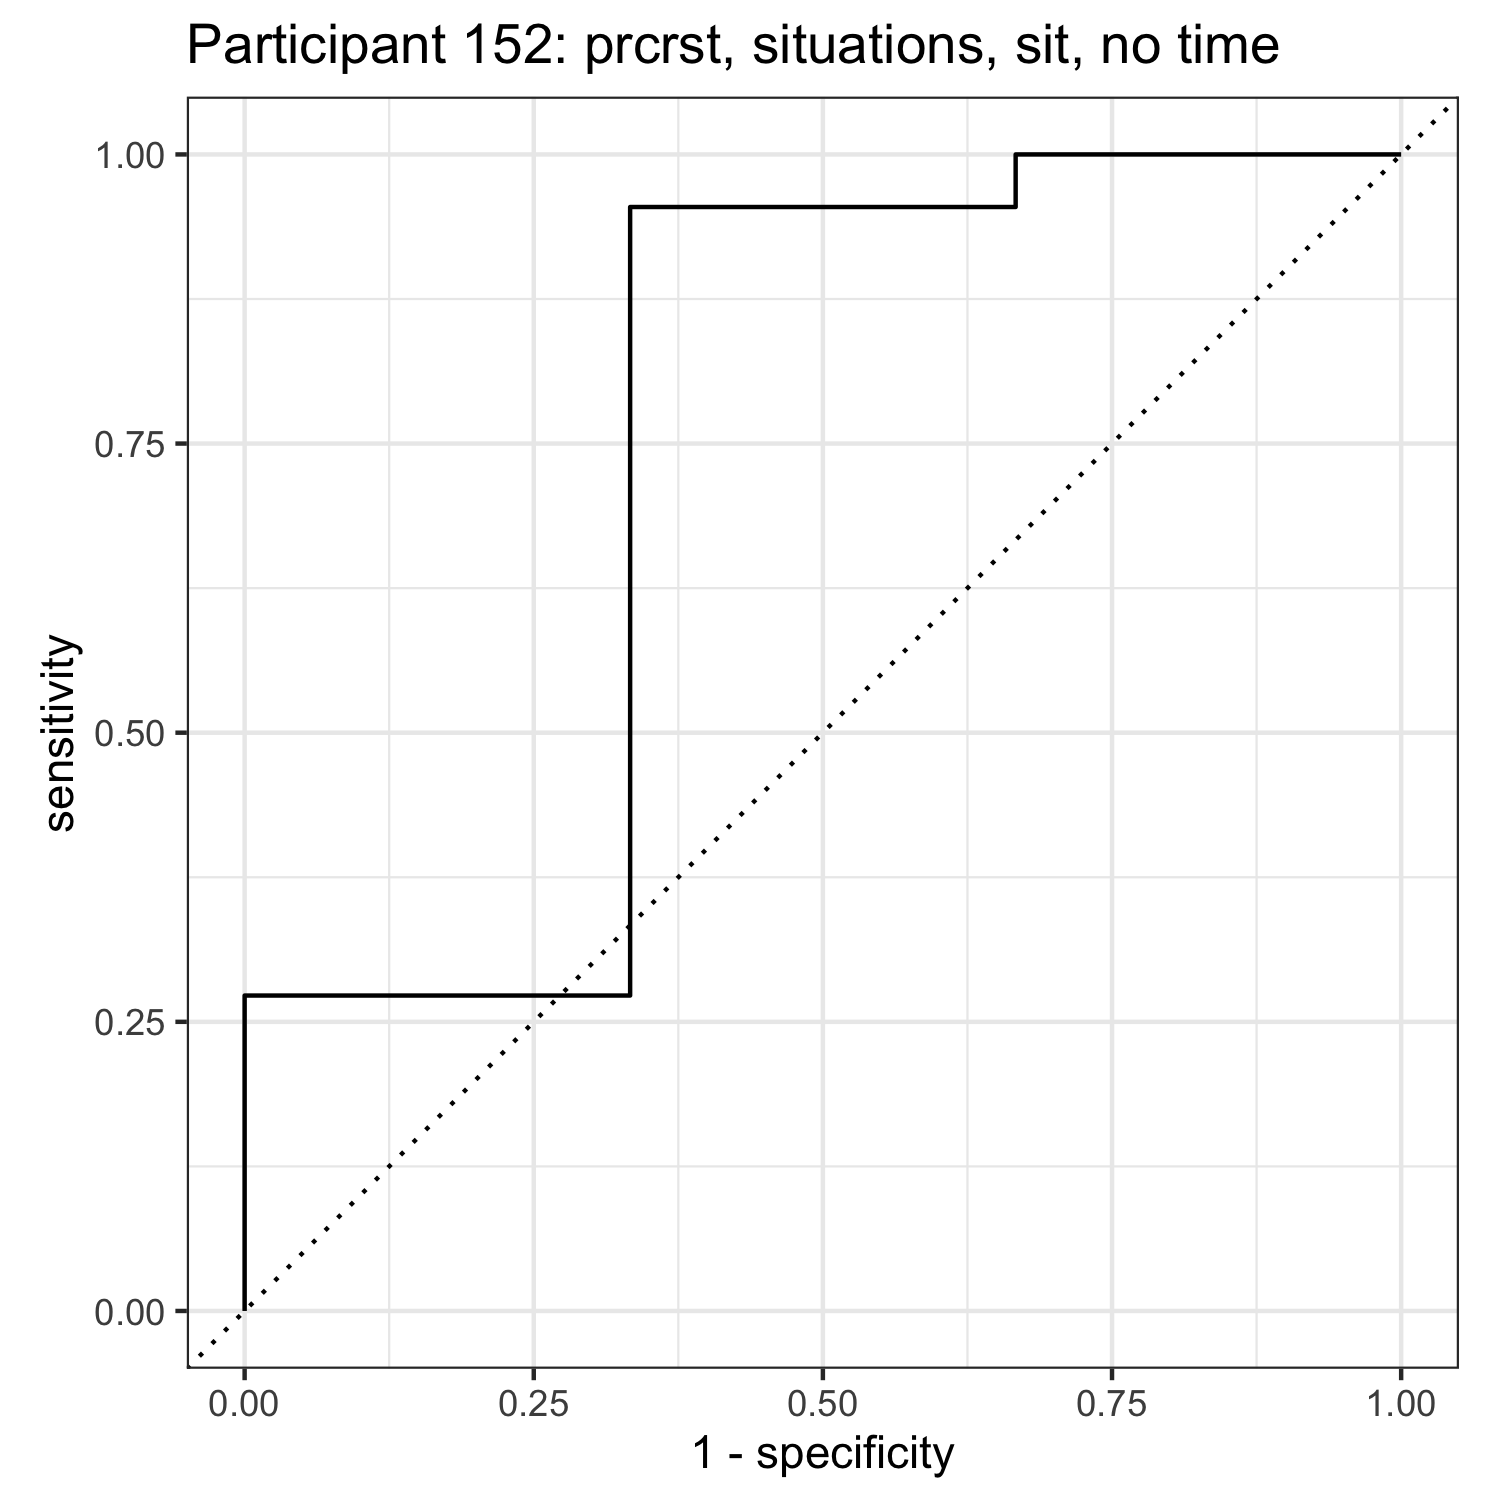 Participant 152: prcrst, situations, sit, no time
1.00
0.75
0.50
0.25
0.00
sensitivity
0.00 0.25 0.50 0.75 1.00
1 - specificity